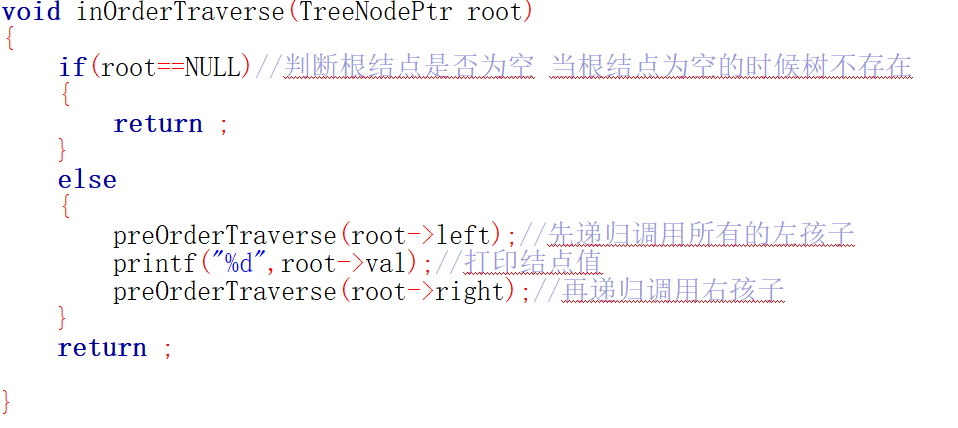 void inOrderTraverse(TreeNodePtr root)
{
    if(root==NULL)//判断根结点是否为空 当根结点为空的时候树不存在
    {
        return ;
    }
    else
    {
        preOrderTraverse(root->left);//先递归调用所有的左孩子
        printf("%d",root->val);//打印结点值
        preOrderTraverse(root->right);//再递归调用右孩子
    }
    return ;
}